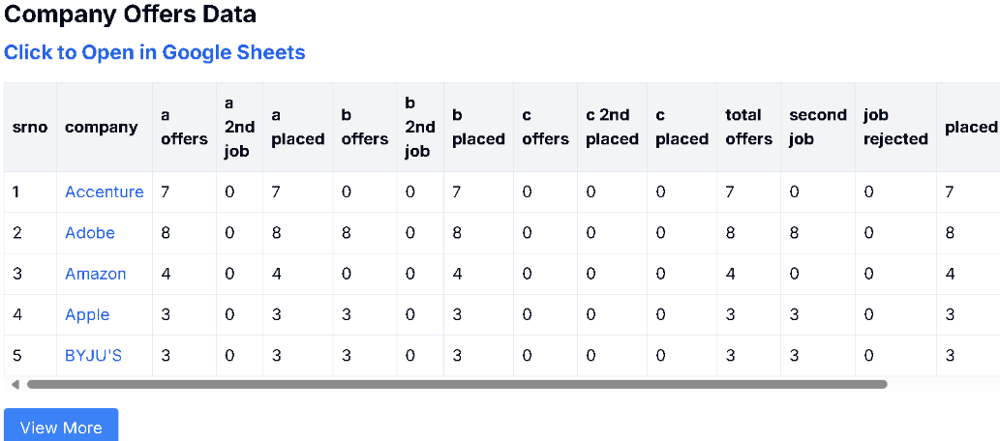 Company Offers Data
Click to Open in Google Sheets
srno company a offers a 2nd job a placed b offers b 2nd job b placed c offers c 2nd placed c placed total offers second job job rejected placed
1 Accenture 7 0 7 0 0 7 0 0 0 7 0 0 7
2 Adobe 8 0 8 8 0 8 0 0 0 8 8 0 8
3 Amazon 4 0 4 0 0 4 0 0 0 4 0 0 4
4 Apple 3 0 3 3 0 3 0 0 0 3 3 0 3
5 BYJU'S 3 0 3 3 0 3 0 0 0 3 3 0 3
View More